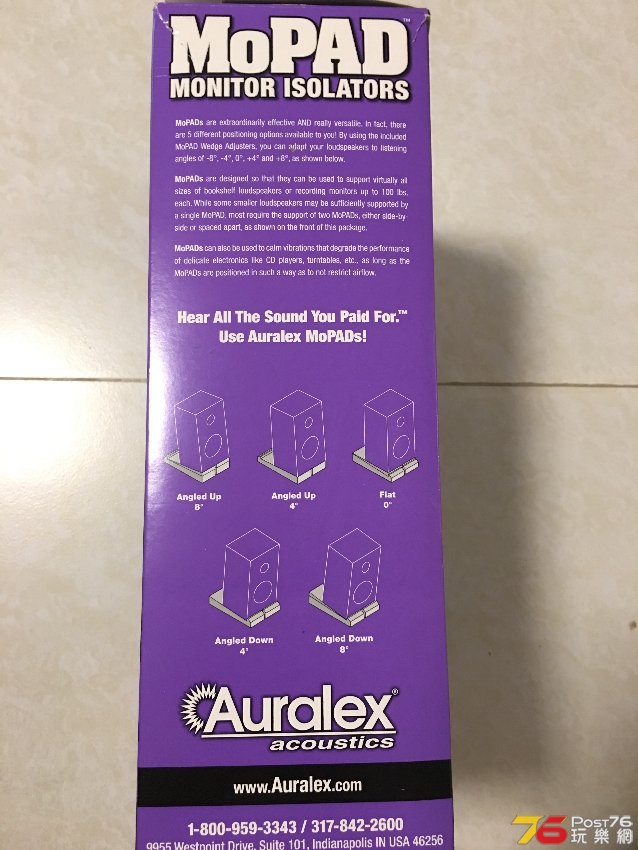 MoPAD™
MONITOR ISOLATORS
MoPADs are extraordinarily effective AND really versatile. In fact, there
are 5 different positioning options available to you! By using the included
MoPAD Wedge Adjusters, you can adapt your loudspeakers to listening
angles of -8°, -4°, 0°, +4° and +8°, as shown below.
MoPADs are designed so that they can be used to support virtually all
sizes of bookshelf loudspeakers or recording monitors up to 100 lbs.
each. While some smaller loudspeakers may be sufficiently supported by
a single MoPAD, most require the support of two MoPADs, either side-by-
side or spaced apart, as shown on the front of this package.
MoPADs can also be used to calm vibrations that degrade the performance
of delicate electronics like CD players, turntables, etc., as long as the
MoPADs are positioned in such a way as to not restrict airflow.
Hear All The Sound You Paid For.™
Use Auralex MoPADs!
Angled Up
8°
Angled Up
4°
Flat
0°
Angled Down
4°
Angled Down
8°
Auralex®
acoustics
www.Auralex.com
1-800-959-3343 / 317-842-2600
9955 Westpoint Drive, Suite 101, Indianapolis IN USA 46256
76 Post76
玩樂網